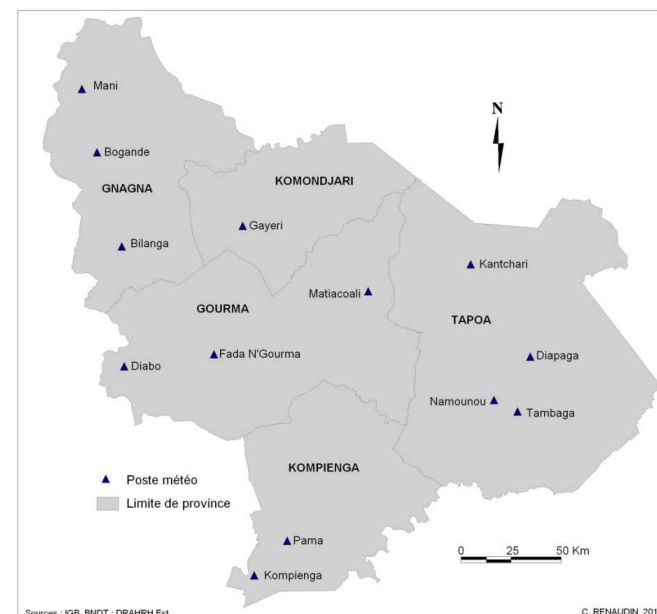 Mani
N
Bogande
KOMONDJARI
GNAGNA
Gayeri
Bilanga
Kantchari
Matiacoali
GOURMA
TAPOA
Fada N'Gourma
Diapaga
Diabo
Namounou
Tambaga
KOMPIENGA
Poste météo
Limite de province
Pama
0 25 50 Km
Kompienga
Sources : IGB, BNDT ; DRAHRH Est
C. RENAUDIN, 201